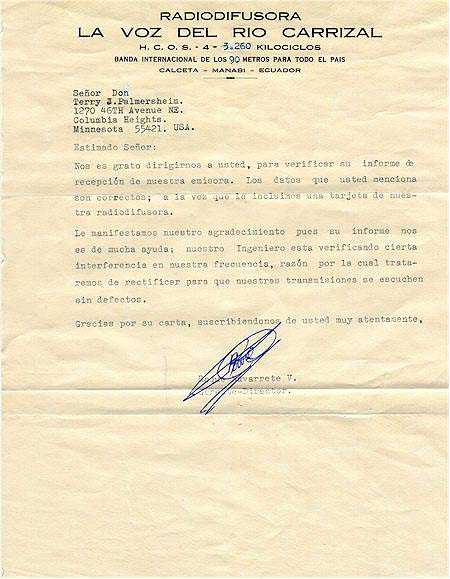 RADIODIFUSORA
LA VOZ DEL RIO CARRIZAL
H. C. O. S. - 4 - 3.260 KILOCICLOS
BANDA INTERNACIONAL DE LOS 90 METROS PARA TODO EL PAIS
CALCETA — MANABI — ECUADOR
Señor Don
Terry J. Palmersheim.
1270 46TH Avenue NE.
Columbia Heights.
Minnesota 55421, USA.
Estimado Señor:
Nos es grato dirigirnos a usted, para verificar su informe de
recepción de nuestra emisora. Los datos que usted menciona
son correctos; a la vez que le incluimos una tarjeta de nues-
tra radiodifusora.
Le manifestamos nuestro agradecimiento pues su informe nos
es de mucha ayuda; nuestro Ingeniero esta verificando cierta
interferencia en nuestra frecuencia, razón por la cual trata-
remos de rectificar para que nuestras transmisiones se escuchen
sin defectos.
Gracias por su carta, suscribiendonos de usted muy atentamente,
Navarrete V.
Gerente-Director.